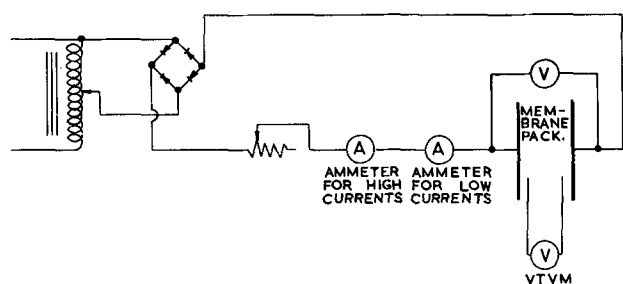 V
MEM-
BRANE
PACK.
A
A
AMMETER
FOR HIGH
CURRENTS
AMMETER
FOR LOW
CURRENTS
V
VTVM